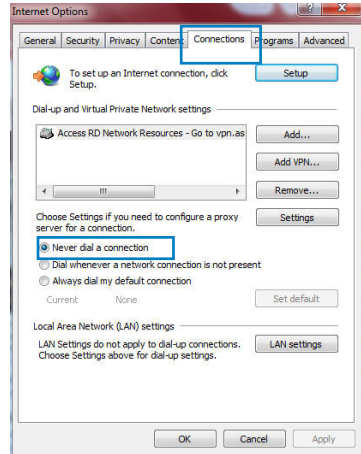 Internet Options
General Security Privacy Content Connections Programs Advanced
To set up an Internet connection, click
Setup.
Setup
Dial-up and Virtual Private Network settings
Access RD Network Resources - Go to vpn.as
Add...
Add VPN...
Remove...
Choose Settings if you need to configure a proxy
server for a connection.
Settings
Never dial a connection
Dial whenever a network connection is not present
Always dial my default connection
Current None
Set default
Local Area Network (LAN) settings
LAN Settings do not apply to dial-up connections.
Choose Settings above for dial-up settings.
LAN settings
OK Cancel Apply